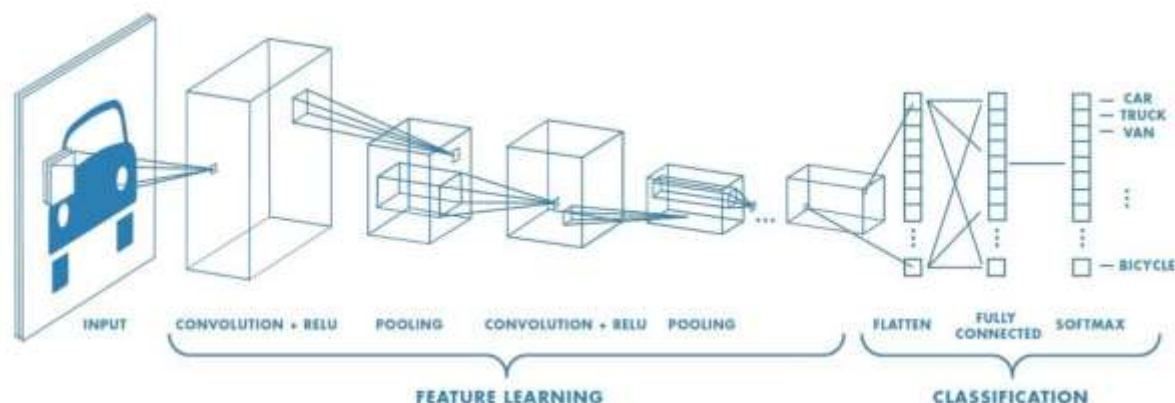 CAR
TRUCK
VAN
BICYCLE
INPUT
CONVOLUTION + RELU
POOLING
CONVOLUTION + RELU
POOLING
FLATTEN
FULLY
CONNECTED
SOFTMAX
FEATURE LEARNING
CLASSIFICATION